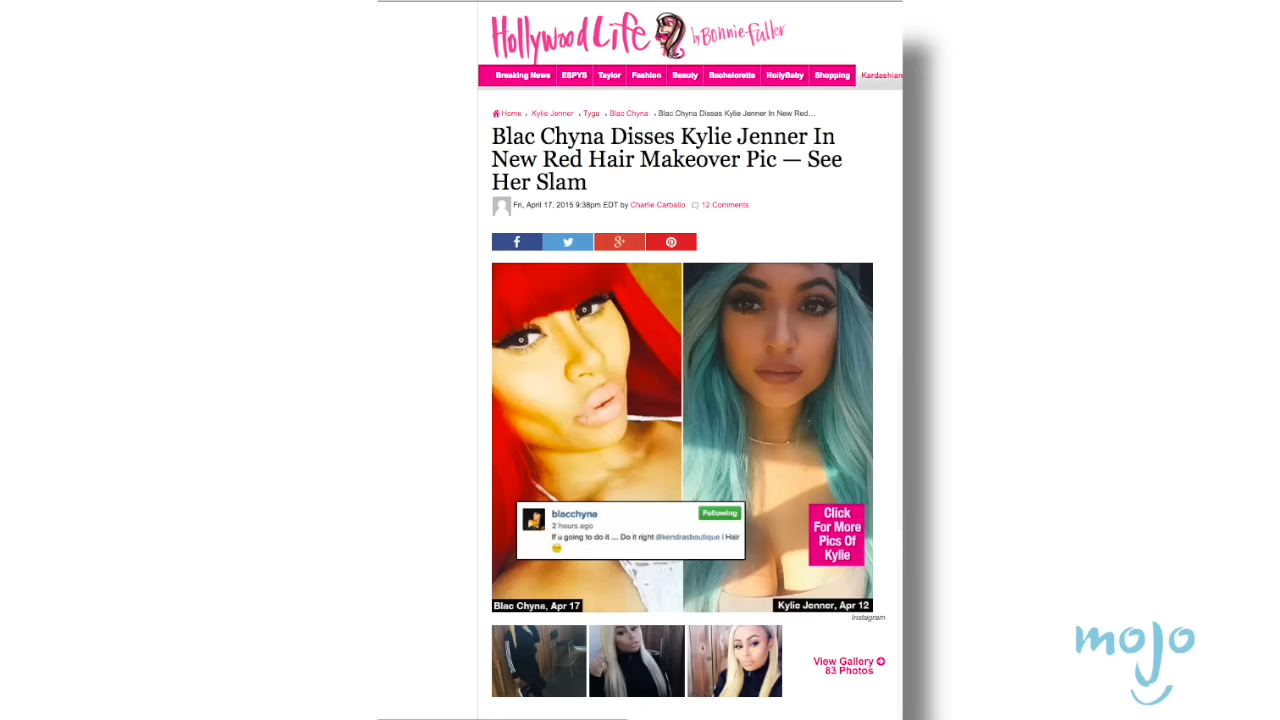 HollywoodLife by Bonnie Fuller
Breaking News ESPYS Taylor Fashion Beauty Bachelorette HollyBaby Shopping Kardashian
Home › Kylie Jenner › Tyga › Blac Chyna › Blac Chyna Disses Kylie Jenner In New Red…
Blac Chyna Disses Kylie Jenner In
New Red Hair Makeover Pic — See
Her Slam
Fri, April 17, 2015 9:38pm EDT by Charlie Carballo 12 Comments
blacchyna Following
2 hours ago
If u going to do it .... Do it right @kendrasboutique | Hair
Click
For More
Pics Of
Kylie
Blac Chyna, Apr 17
Kylie Jenner, Apr 12
Instagram
View Gallery
83 Photos
mojo